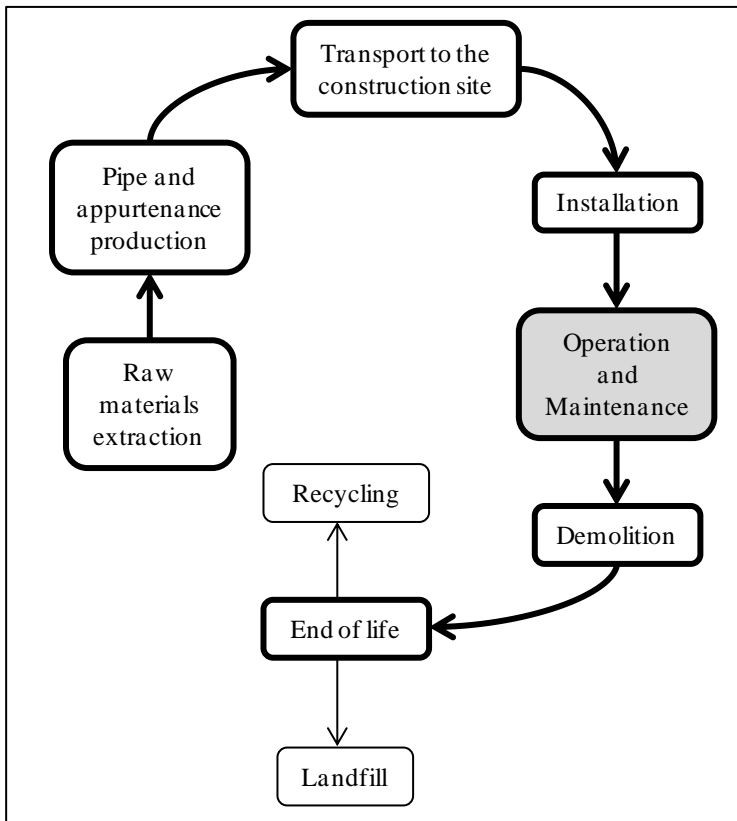 Transport to the
construction site
Pipe and
appurtenance
production
Installation
Raw
materials
extraction
Operation
and
Maintenance
Recycling
Demolition
End of life
Landfill